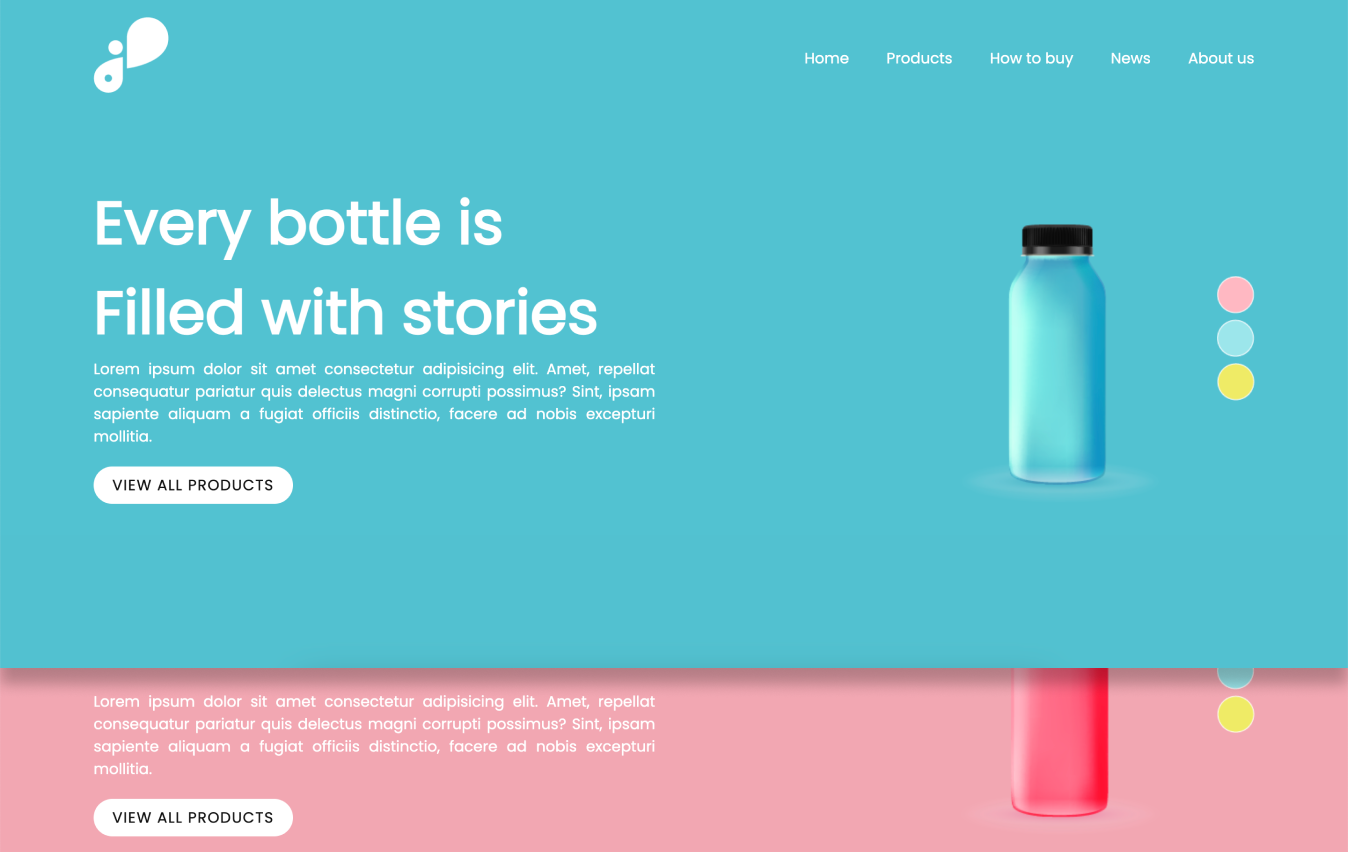 Home Products How to buy News About us
Every bottle is
Filled with stories
Lorem ipsum dolor sit amet consectetur adipisicing elit. Amet, repellat
consequatur pariatur quis delectus magni corrupti possimus? Sint, ipsam
sapiente aliquam a fugiat officiis distinctio, facere ad nobis excepturi
mollitia.
VIEW ALL PRODUCTS
Lorem ipsum dolor sit amet consectetur adipisicing elit. Amet, repellat
consequatur pariatur quis delectus magni corrupti possimus? Sint, ipsam
sapiente aliquam a fugiat officiis distinctio, facere ad nobis excepturi
mollitia.
VIEW ALL PRODUCTS